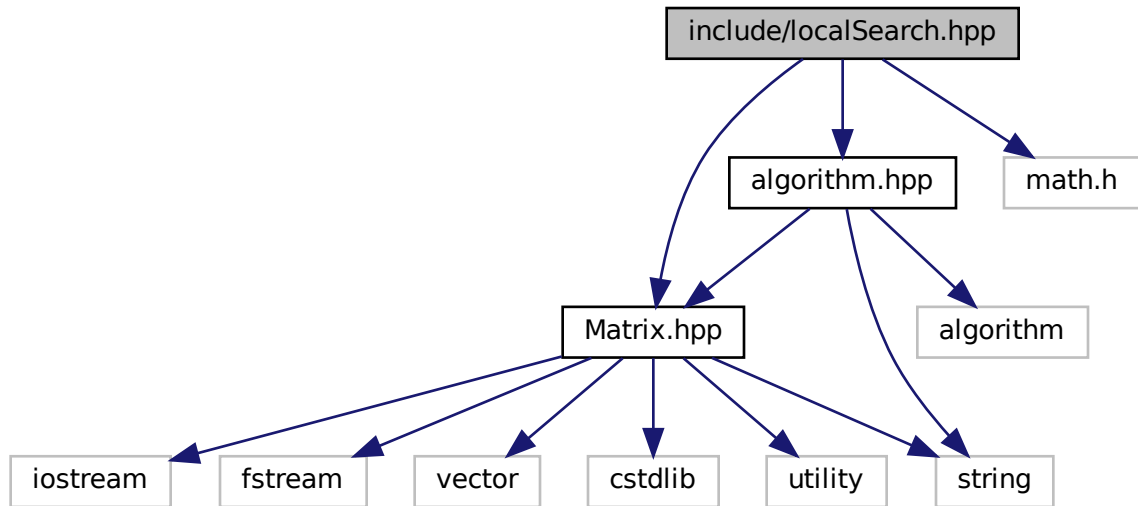 include/localSearch.hpp
algorithm.hpp
math.h
Matrix.hpp
algorithm
iostream
fstream
vector
cstdlib
utility
string